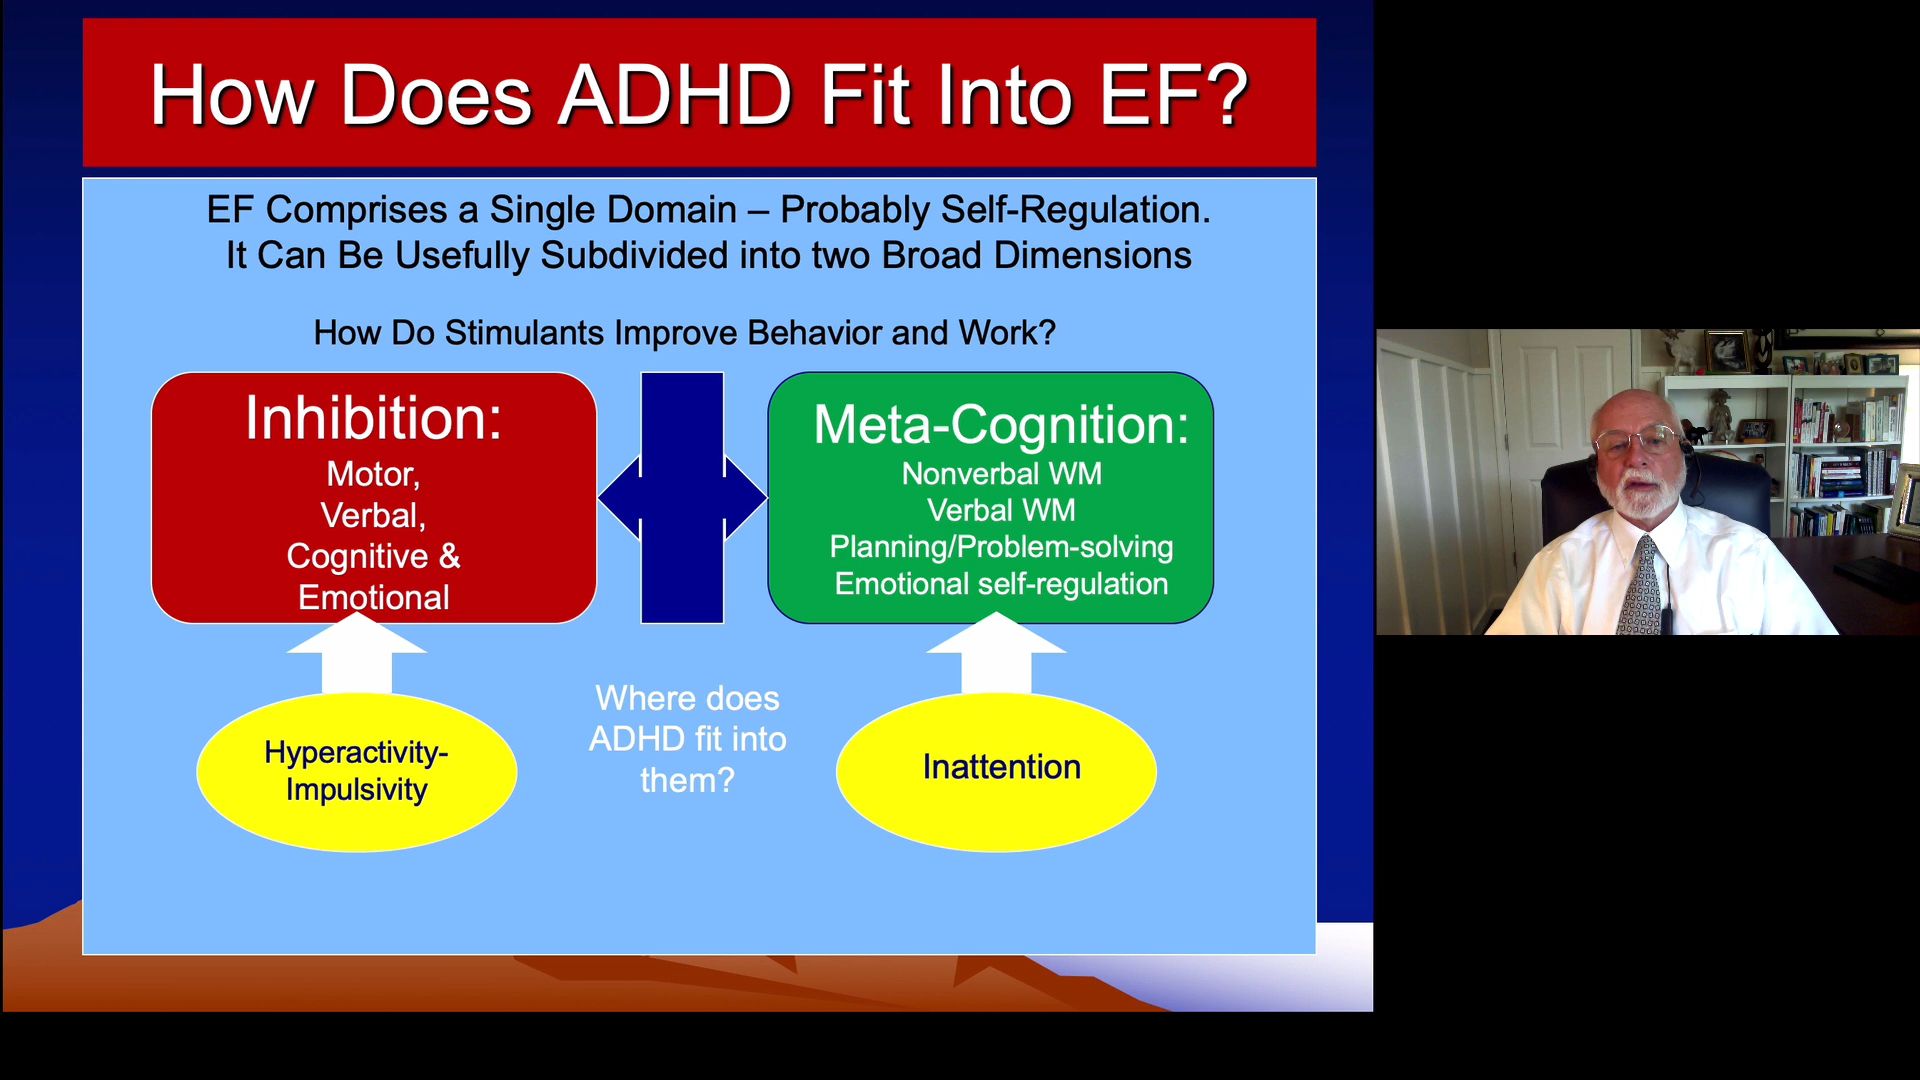 How Does ADHD Fit Into EF?
EF Comprises a Single Domain – Probably Self-Regulation.
It Can Be Usefully Subdivided into two Broad Dimensions
How Do Stimulants Improve Behavior and Work?
Inhibition:
Motor,
Verbal,
Cognitive &
Emotional
Meta-Cognition:
Nonverbal WM
Verbal WM
Planning/Problem-solving
Emotional self-regulation
Hyperactivity-
Impulsivity
Where does
ADHD fit into
them?
Inattention